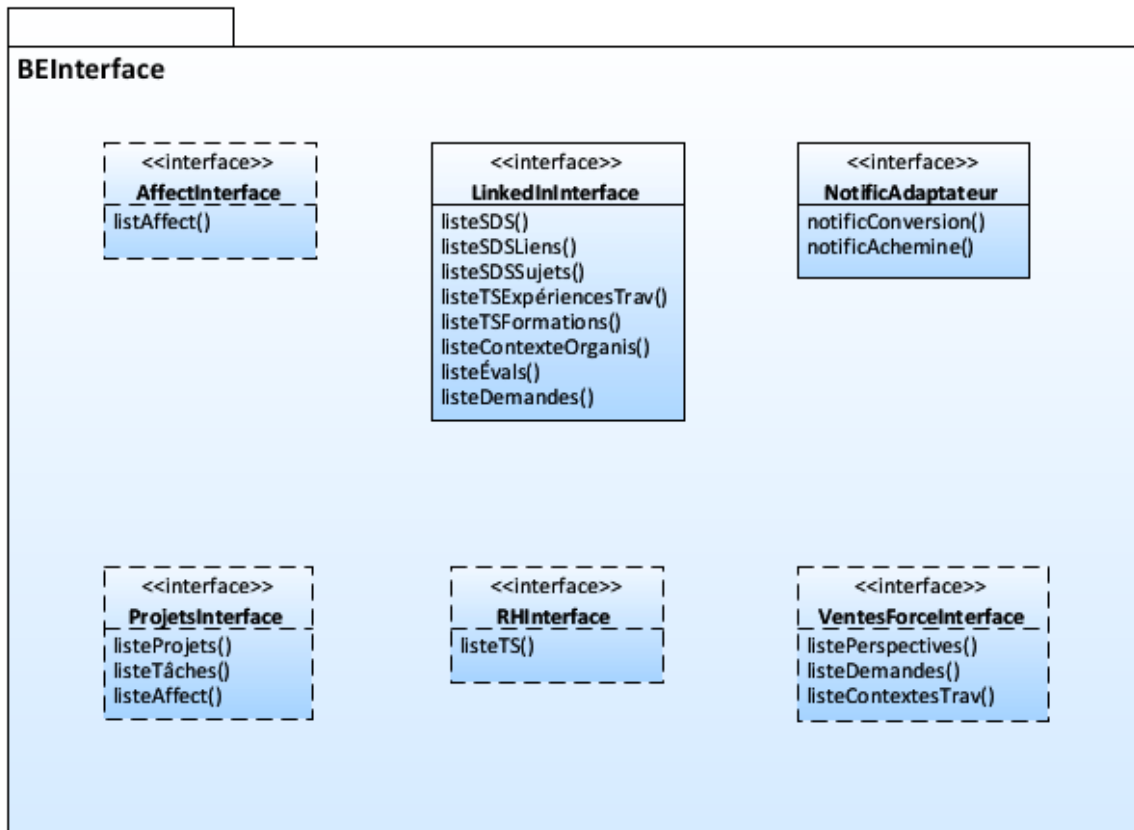 BEInterface
<<interface>>
AffectInterface
listAffect()
<<interface>>
LinkedInInterface
listeSDS()
listeSDSLiens()
listeSDSSujets()
listeTSExpériencesTrav()
listeTSFormations()
listeContexteOrganis()
listeÉvals()
listeDemandes()
<<interface>>
NotificAdaptateur
notificConversion()
notificAchemine()
<<interface>>
ProjetsInterface
listeProjets()
listeTâches()
listeAffect()
<<interface>>
RHInterface
listeTS()
<<interface>>
VentesForceInterface
listePerspectives()
listeDemandes()
listeContextesTrav()